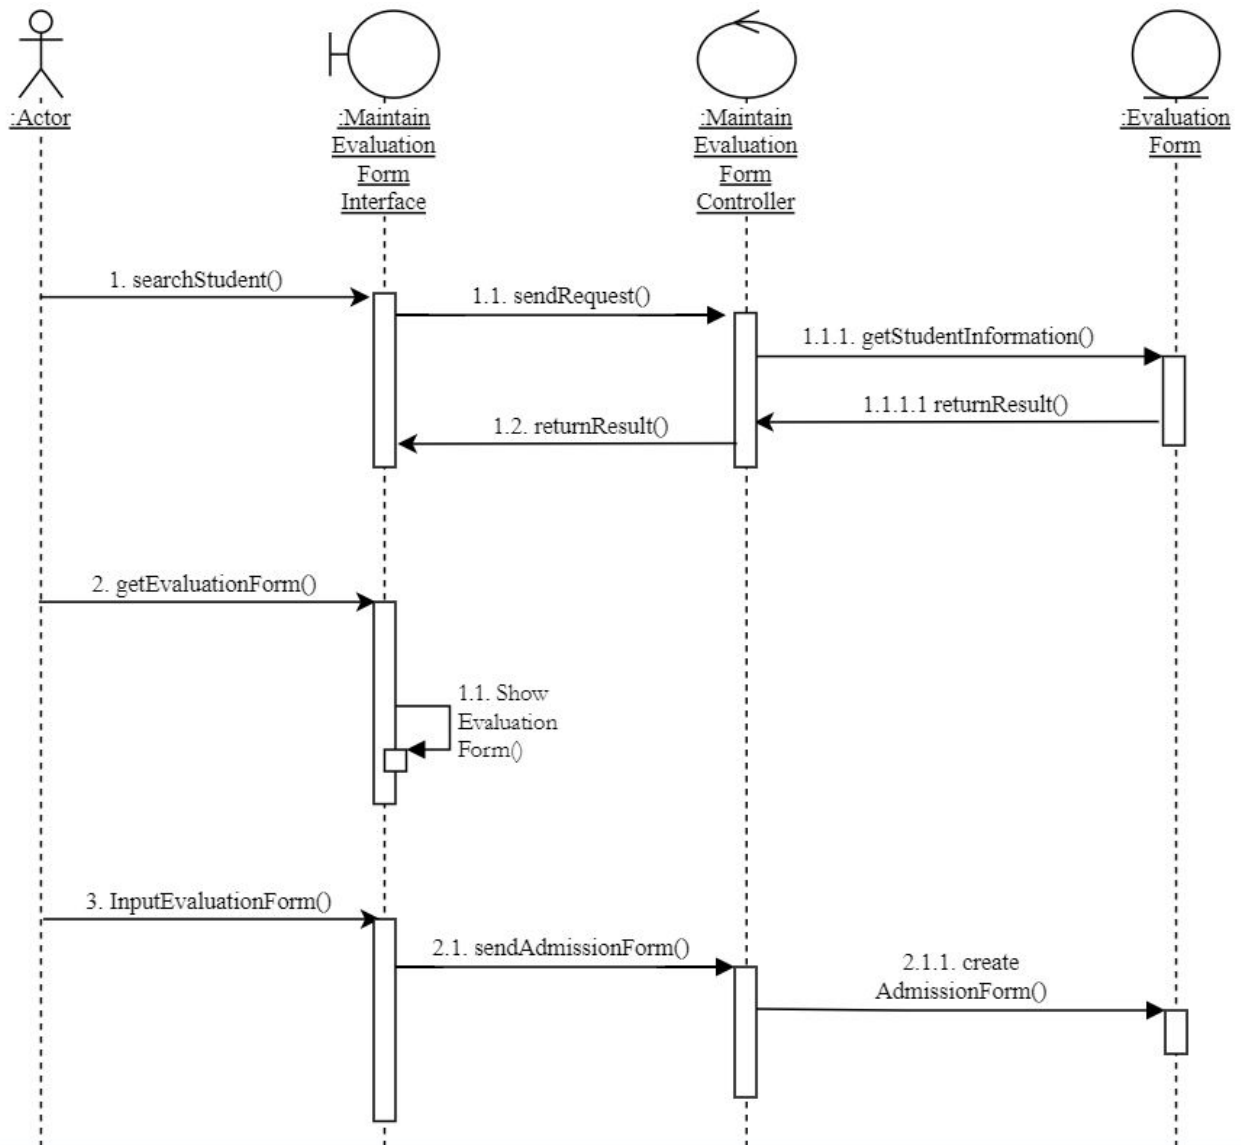 :Actor
:Maintain
Evaluation
Form
Interface
:Maintain
Evaluation
Form
Controller
:Evaluation
Form
1. searchStudent()
1.1. sendRequest()
1.1.1. getStudentInformation()
1.1.1.1 returnResult()
1.2. returnResult()
2. getEvaluationForm()
1.1. Show
Evaluation
Form()
3. InputEvaluationForm()
2.1. sendAdmissionForm()
2.1.1. create
AdmissionForm()